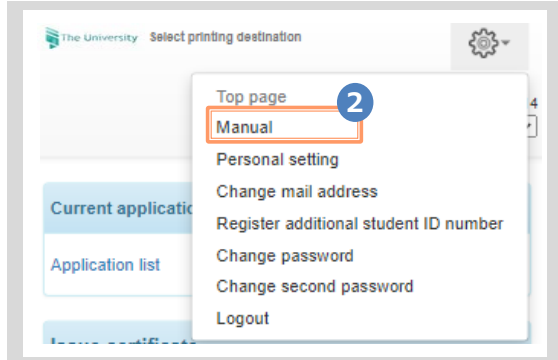 The University Select printing destination
Top page
2
4
Manual
Personal setting
Change mail address
Current applicatio
Register additional student ID number
Application list
Change password
Change second password
Logout